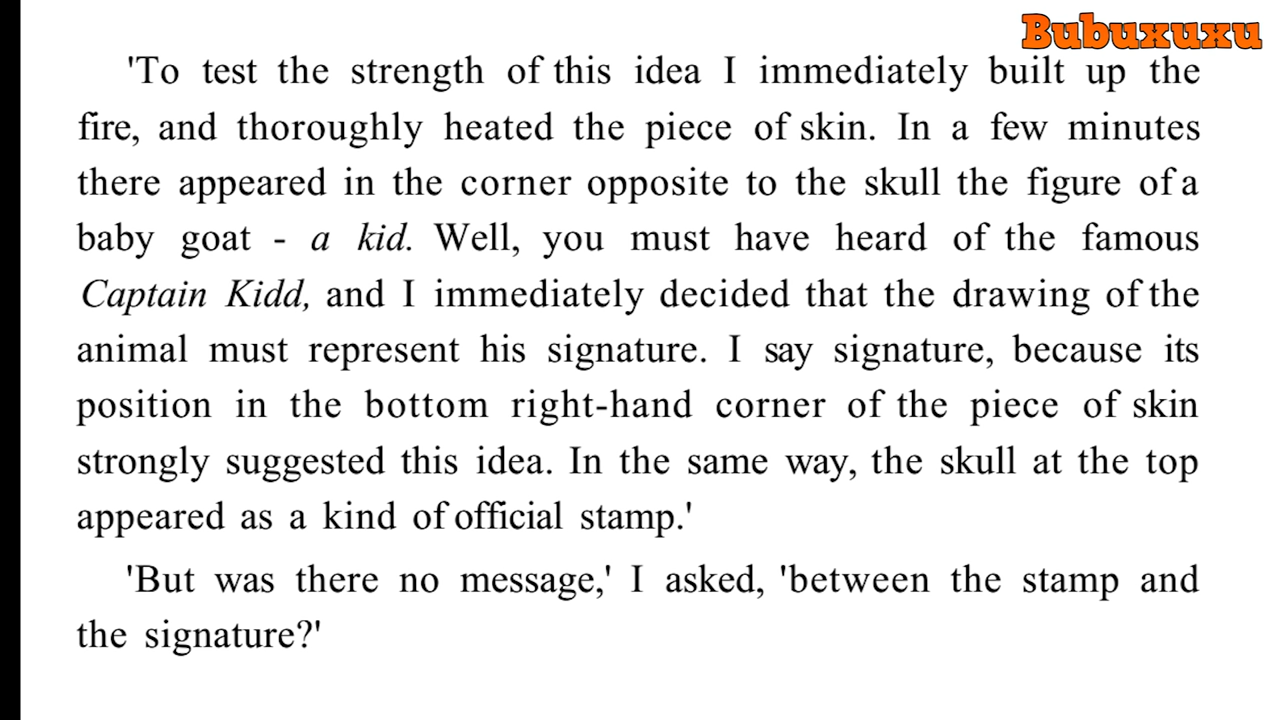 Bubuxuxu
'To test the strength of this idea I immediately built up the
fire, and thoroughly heated the piece of skin. In a few minutes
there appeared in the corner opposite to the skull the figure of a
baby goat - a kid. Well, you must have heard of the famous
Captain Kidd, and I immediately decided that the drawing of the
animal must represent his signature. I say signature, because its
position in the bottom right-hand corner of the piece of skin
strongly suggested this idea. In the same way, the skull at the top
appeared as a kind of official stamp.'
'But was there no message,' I asked, 'between the stamp and
the signature?'